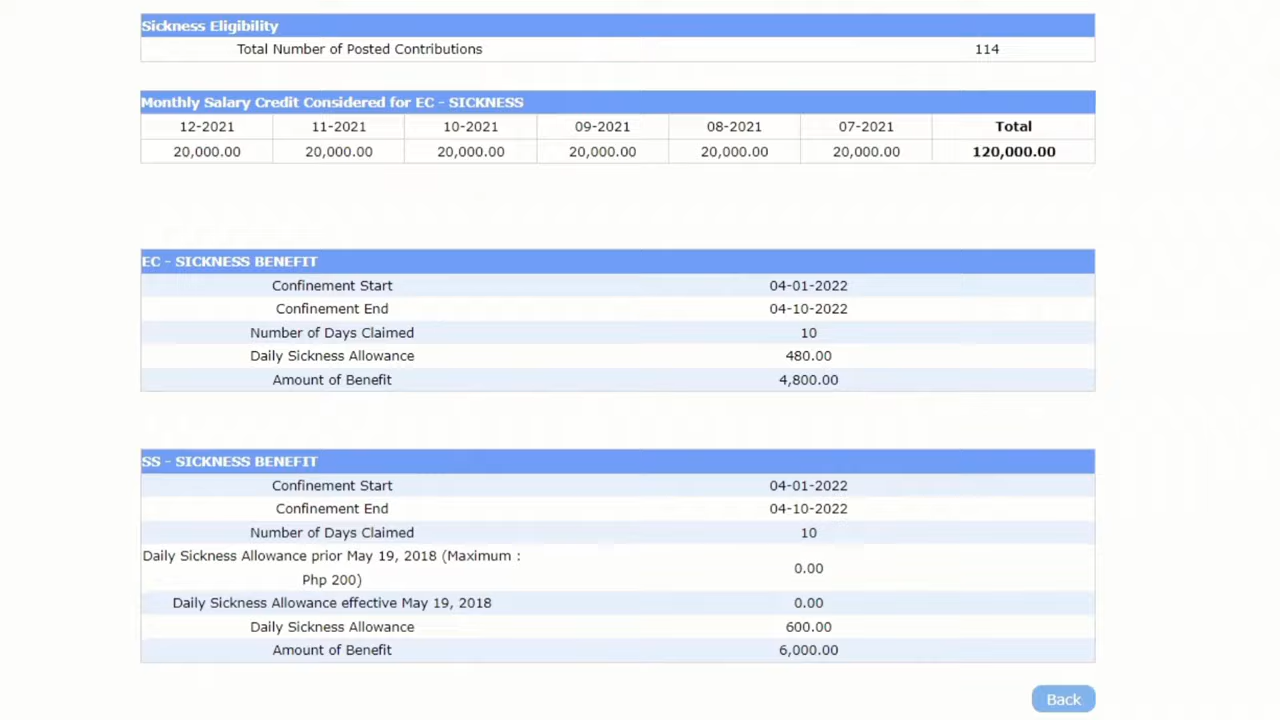 Sickness Eligibility
Total Number of Posted Contributions 114
Monthly Salary Credit Considered for EC - SICKNESS
12-2021 11-2021 10-2021 09-2021 08-2021 07-2021 Total
20,000.00 20,000.00 20,000.00 20,000.00 20,000.00 20,000.00 120,000.00
EC - SICKNESS BENEFIT
Confinement Start 04-01-2022
Confinement End 04-10-2022
Number of Days Claimed 10
Daily Sickness Allowance 480.00
Amount of Benefit 4,800.00
SS - SICKNESS BENEFIT
Confinement Start 04-01-2022
Confinement End 04-10-2022
Number of Days Claimed 10
Daily Sickness Allowance prior May 19, 2018 (Maximum :
Php 200) 0.00
Daily Sickness Allowance effective May 19, 2018 0.00
Daily Sickness Allowance 600.00
Amount of Benefit 6,000.00
Back